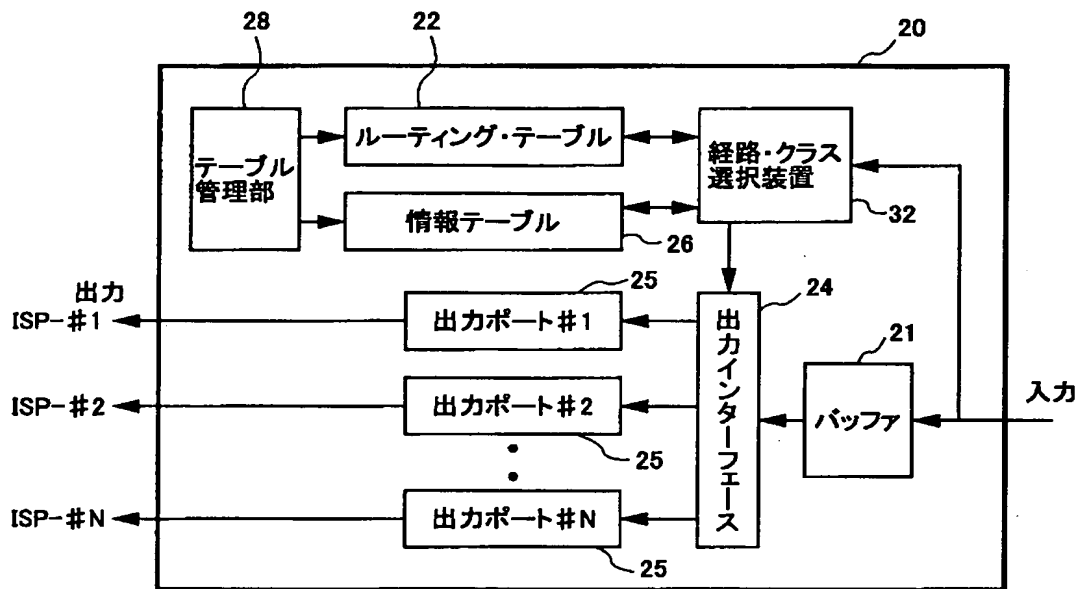 28
22
20
ルーティング・テーブル
テーブル
管理部
経路・クラス
選択装置
情報テーブル
32
26
出力
25
24
ISP-#1
出力ポート#1
21
ISP-#2
出力ポート#2
出力インターフェース
バッファ
入力
25
ISP-#N
出力ポート#N
25